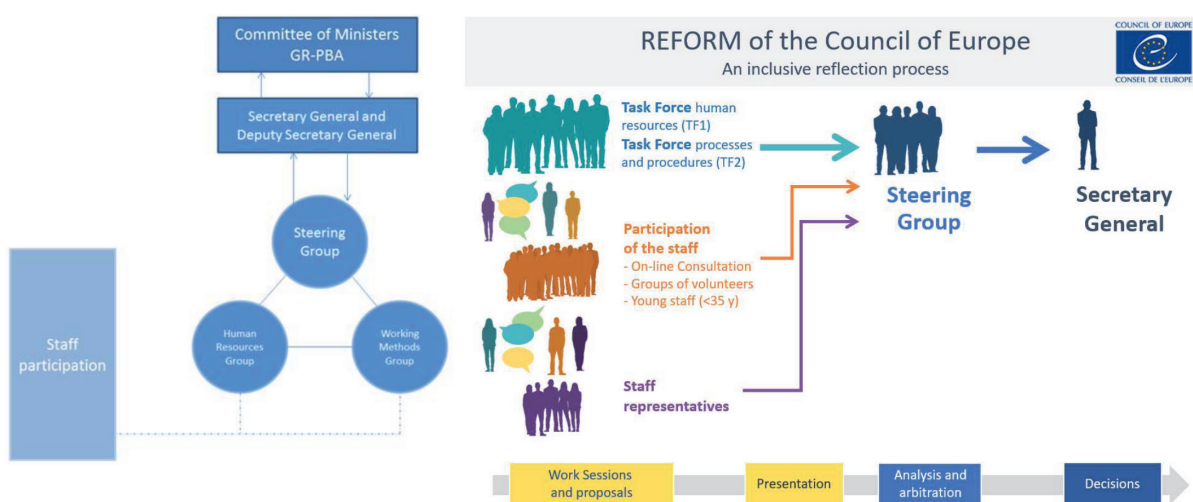 Committee of Ministers
GR-PBA
Secretary General and
Deputy Secretary General
Steering
Group
Human
Resources
Group
Working
Methods
Group
Staff
participation
REFORM of the Council of Europe
An inclusive reflection process
COUNCIL OF EUROPE
CONSEIL DE L'EUROPE
Task Force human
resources (TF1)
Task Force processes
and procedures (TF2)
Participation
of the staff
- On-line Consultation
- Groups of volunteers
- Young staff (<35 y)
Staff
representatives
Steering
Group
Secretary
General
Work Sessions
and proposals
Presentation
Analysis and
arbitration
Decisions